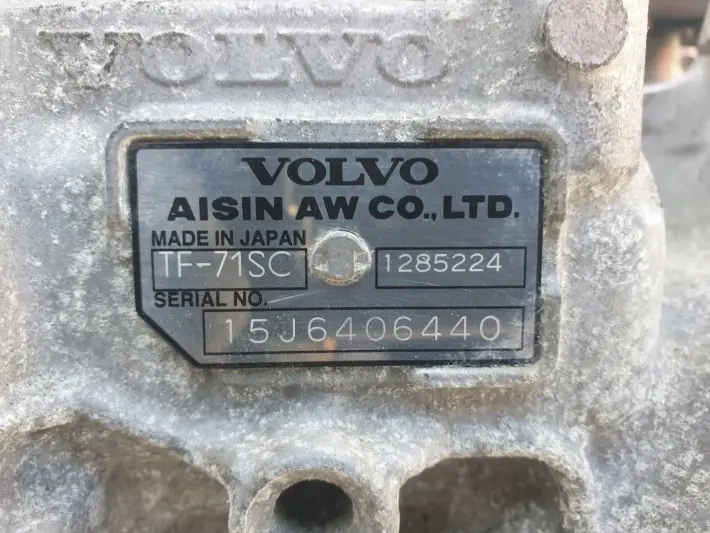 VOLVO
VOLVO
AISIN AW CO.,LTD.
MADE IN JAPAN
TF-71SC 1285224
SERIAL NO.
15J6406440